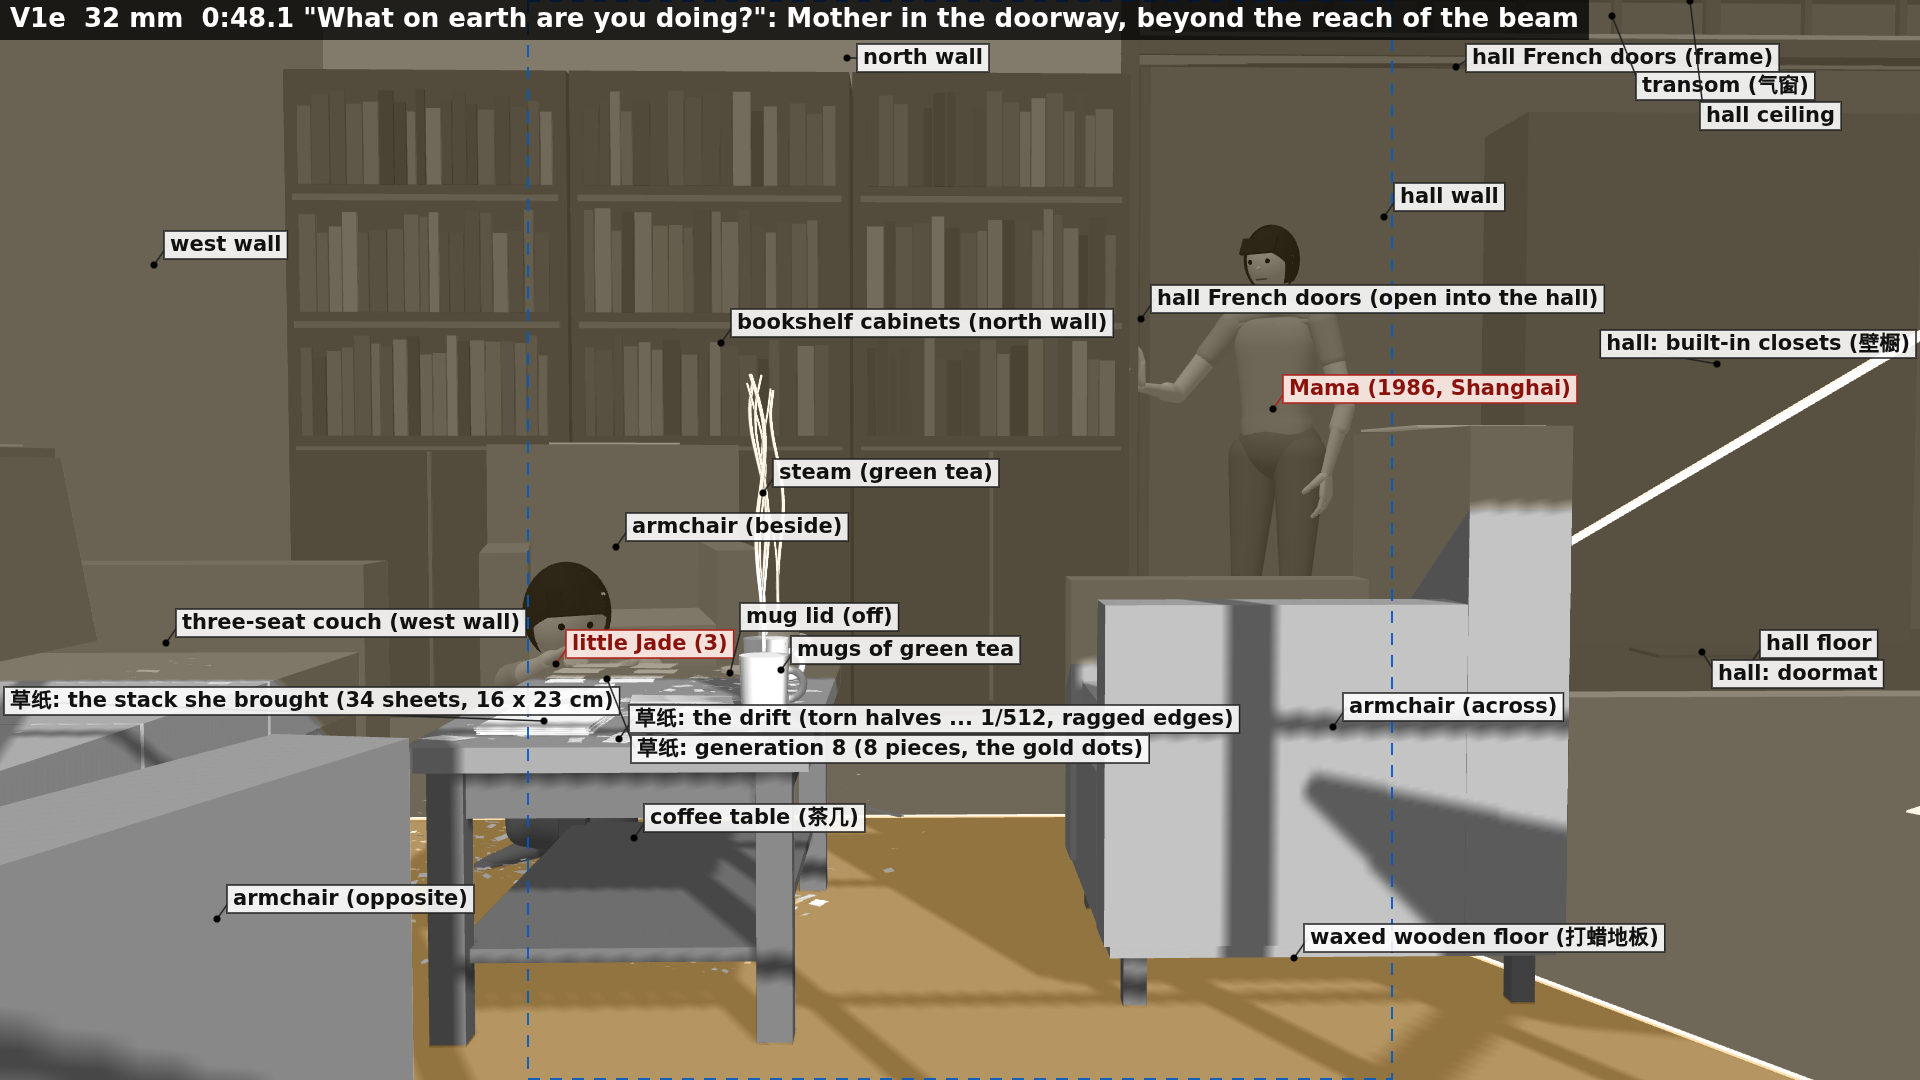 V1e 32 mm 0:48.1 "What on earth are you doing?": Mother in the doorway, beyond the reach of the beam
north wall
hall French doors (frame)
transom (气窗)
hall ceiling
hall wall
west wall
hall French doors (open into the hall)
bookshelf cabinets (north wall)
hall: built-in closets (壁橱)
Mama (1986, Shanghai)
steam (green tea)
armchair (beside)
mug lid (off)
three-seat couch (west wall)
little Jade (3)
mugs of green tea
hall floor
hall: doormat
草纸: the stack she brought (34 sheets, 16 x 23 cm)
armchair (across)
草纸: the drift (torn halves ... 1/512, ragged edges)
草纸: generation 8 (8 pieces, the gold dots)
coffee table (茶几)
armchair (opposite)
waxed wooden floor (打蜡地板)